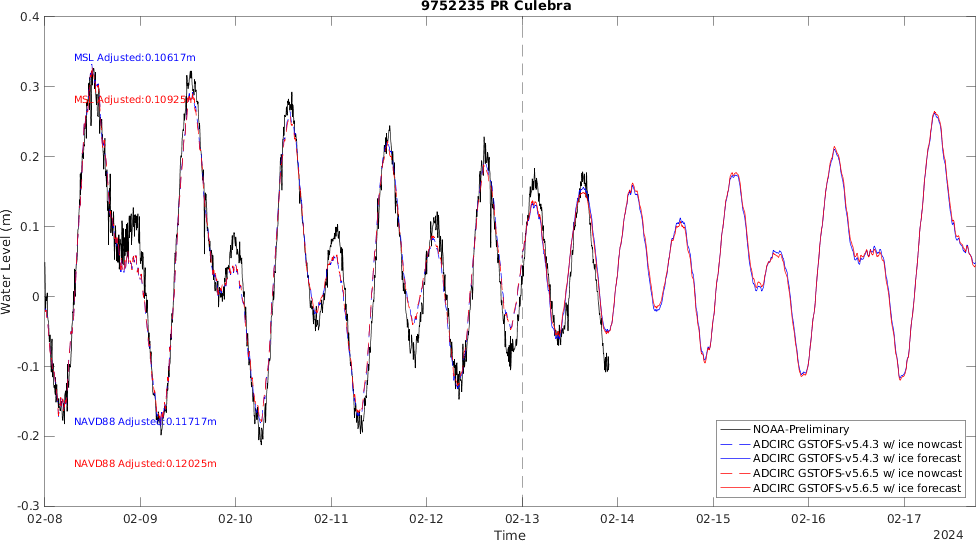 9752235 PR Culebra
0.4
0.3
0.2
0.1
0
-0.1
-0.2
-0.3
Water Level (m)
MSL Adjusted:0.10617m
MSL Adjusted:0.10925m
NAVD88 Adjusted:0.11717m
NAVD88 Adjusted:0.12025m
NOAA-Preliminary
ADCIRC GSTOFS-v5.4.3 w/ ice nowcast
ADCIRC GSTOFS-v5.4.3 w/ ice forecast
ADCIRC GSTOFS-v5.6.5 w/ ice nowcast
ADCIRC GSTOFS-v5.6.5 w/ ice forecast
02-08 02-09 02-10 02-11 02-12 02-13 02-14 02-15 02-16 02-17
Time
2024